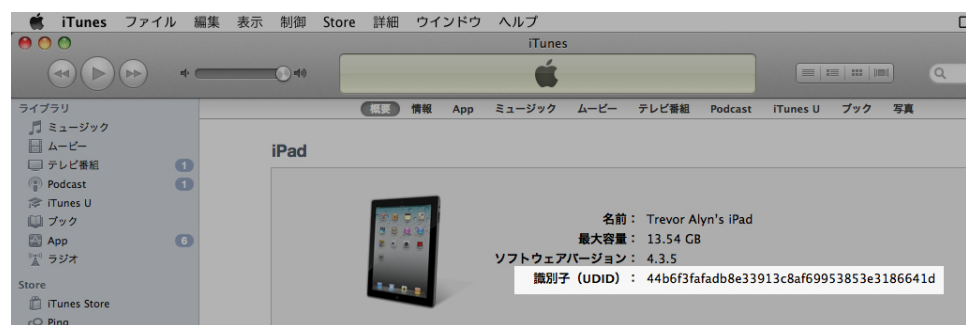 iTunes ファイル 編集 表示 制御 Store 詳細 ウインドウ ヘルプ
iTunes
ライブラリ
概要 情報 App ミュージック ムービー テレビ番組 Podcast iTunes U ブック 写真
ミュージック
ムービー
テレビ番組 1
Podcast 1
iTunes U
ブック
App 6
ラジオ
Store
iTunes Store
Ping
iPad
名前： Trevor Alyn's iPad
最大容量： 13.54 GB
ソフトウェアバージョン： 4.3.5
識別子（UDID）： 44b6f3fafadb8e33913c8af69953853e3186641d